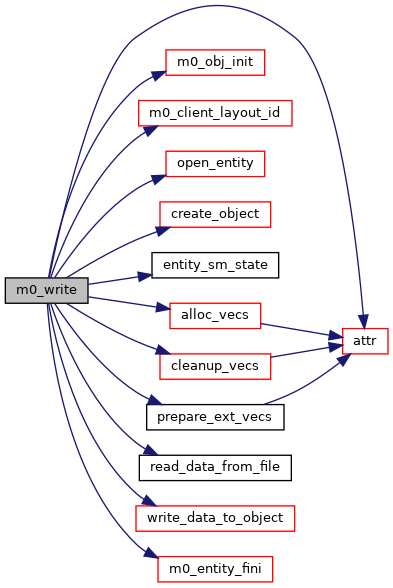 m0_obj_init
m0_client_layout_id
open_entity
create_object
entity_sm_state
m0_write
alloc_vecs
attr
cleanup_vecs
prepare_ext_vecs
read_data_from_file
write_data_to_object
m0_entity_fini